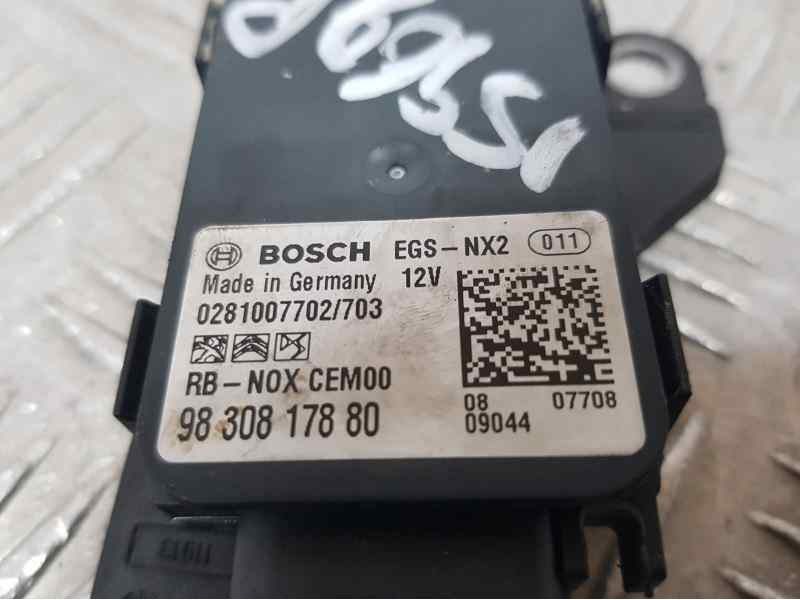 BOSCH EGS-NX2 011
Made in Germany 12V
0281007702/703
RB-NOX CEM00
98 308 178 80
08 07708
09044